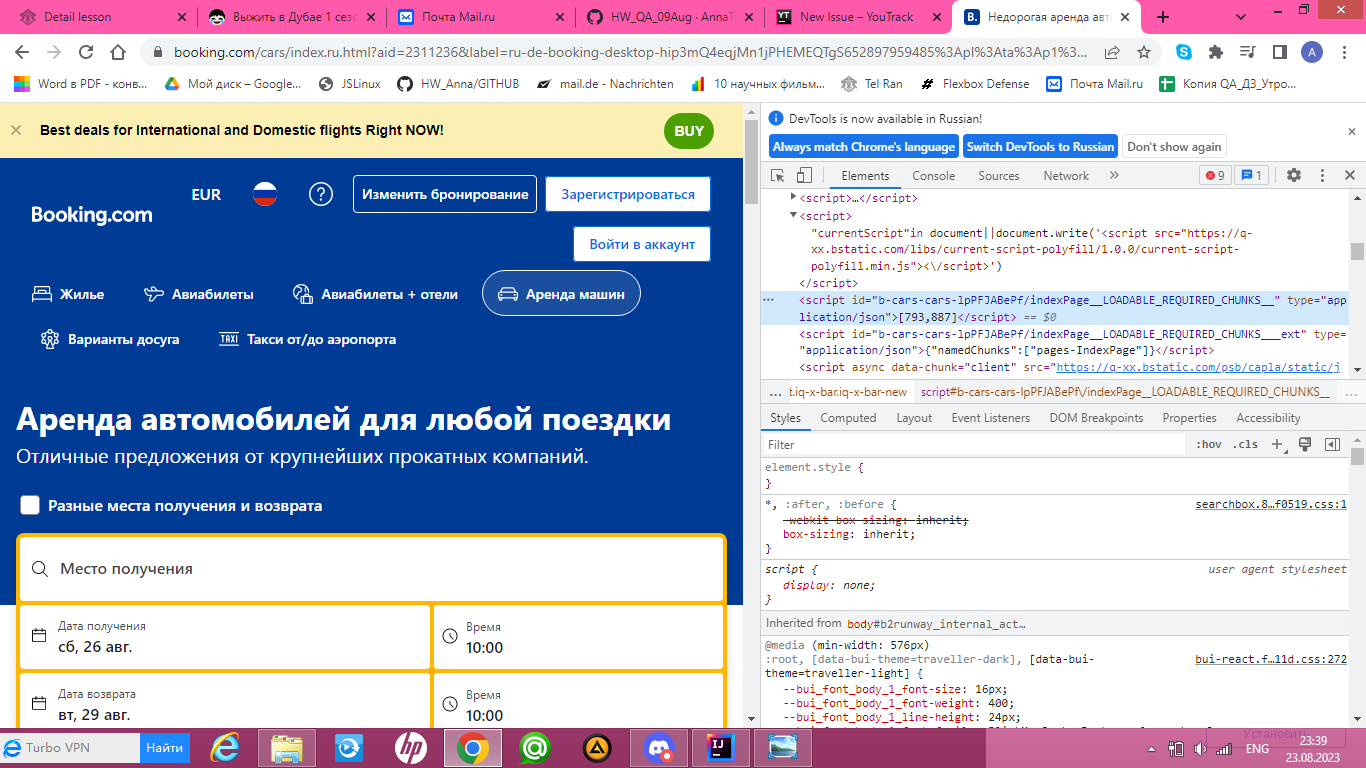 Detail lesson
Выжить в Дубае 1 сезо
Почта Mail.ru
HW_QA_09Aug · AnnaT
New Issue – YouTrack
Недорогая аренда авт
booking.com/cars/index.ru.html?aid=2311236&label=ru-de-booking-desktop-hip3mQ4eqjMn1jPHEMEQTgS652897959485%3Apl%3Ata%3Ap1%3...
A
Word в PDF - конв...
Мой диск – Google...
JSLinux
HW_Anna/GITHUB
mail.de - Nachrichten
10 научных фильм...
Tel Ran
Flexbox Defense
Почта Mail.ru
Копия QA_ДЗ_Утро...
Best deals for International and Domestic flights Right NOW!
BUY
Booking.com
EUR
Изменить бронирование
Зарегистрироваться
Войти в аккаунт
Жилье
Авиабилеты
Авиабилеты + отели
Аренда машин
Варианты досуга
TAXI
Такси от/до аэропорта
Аренда автомобилей для любой поездки
Отличные предложения от крупнейших прокатных компаний.
Разные места получения и возврата
Место получения
Дата получения
сб, 26 авг.
Время
10:00
Дата возврата
вт, 29 авг.
Время
10:00
DevTools is now available in Russian!
Always match Chrome's language
Switch DevTools to Russian
Don't show again
Elements
Console
Sources
Network
9
1
<script>…</script>
<script>
"currentScript"in document||document.write('<script src="https://q-
xx.bstatic.com/libs/current-script-polyfill/1.0.0/current-script-
polyfill.min.js"><\/script>')
</script>
<script id="b-cars-cars-lpPFJABePf/indexPage__LOADABLE_REQUIRED_CHUNKS__" type="app
lication/json">[793,887]</script> == $0
<script id="b-cars-cars-lpPFJABePf/indexPage__LOADABLE_REQUIRED_CHUNKS___ext" type=
"application/json">{"namedChunks":["pages-IndexPage"]}</script>
<script async data-chunk="client" src="https://q-xx.bstatic.com/psb/capla/static/j
... t.iq-x-bar.iq-x-bar-new
script#b-cars-cars-lpPFJABePf\/indexPage__LOADABLE_REQUIRED_CHUNKS__
...
Styles
Computed
Layout
Event Listeners
DOM Breakpoints
Properties
Accessibility
Filter
:hov
.cls
element.style {
}
*, :after, :before {
searchbox.8…f0519.css:1
-webkit-box-sizing: inherit;
box-sizing: inherit;
}
script {
user agent stylesheet
display: none;
}
Inherited from body#b2runway_internal_act…
@media (min-width: 576px)
:root, [data-bui-theme=traveller-dark], [data-bui-
theme=traveller-light] {
bui-react.f…11d.css:272
--bui_font_body_1_font-size: 16px;
--bui_font_body_1_font-weight: 400;
--bui_font_body_1_line-height: 24px;
Turbo VPN
Найти
hp
IJ
ENG
Установить
23:39
23.08.2023